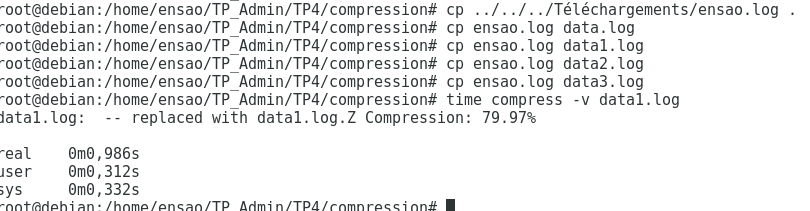 root@debian:/home/ensao/TP_Admin/TP4/compression# cp ../../../Téléchargements/ensao.log .
root@debian:/home/ensao/TP_Admin/TP4/compression# cp ensao.log data.log
root@debian:/home/ensao/TP_Admin/TP4/compression# cp ensao.log data1.log
root@debian:/home/ensao/TP_Admin/TP4/compression# cp ensao.log data2.log
root@debian:/home/ensao/TP_Admin/TP4/compression# cp ensao.log data3.log
root@debian:/home/ensao/TP_Admin/TP4/compression# time compress -v data1.log
data1.log:  -- replaced with data1.log.Z Compression: 79.97%
real    0m0,986s
user    0m0,312s
sys     0m0,332s
root@debian:/home/ensao/TP_Admin/TP4/compression#